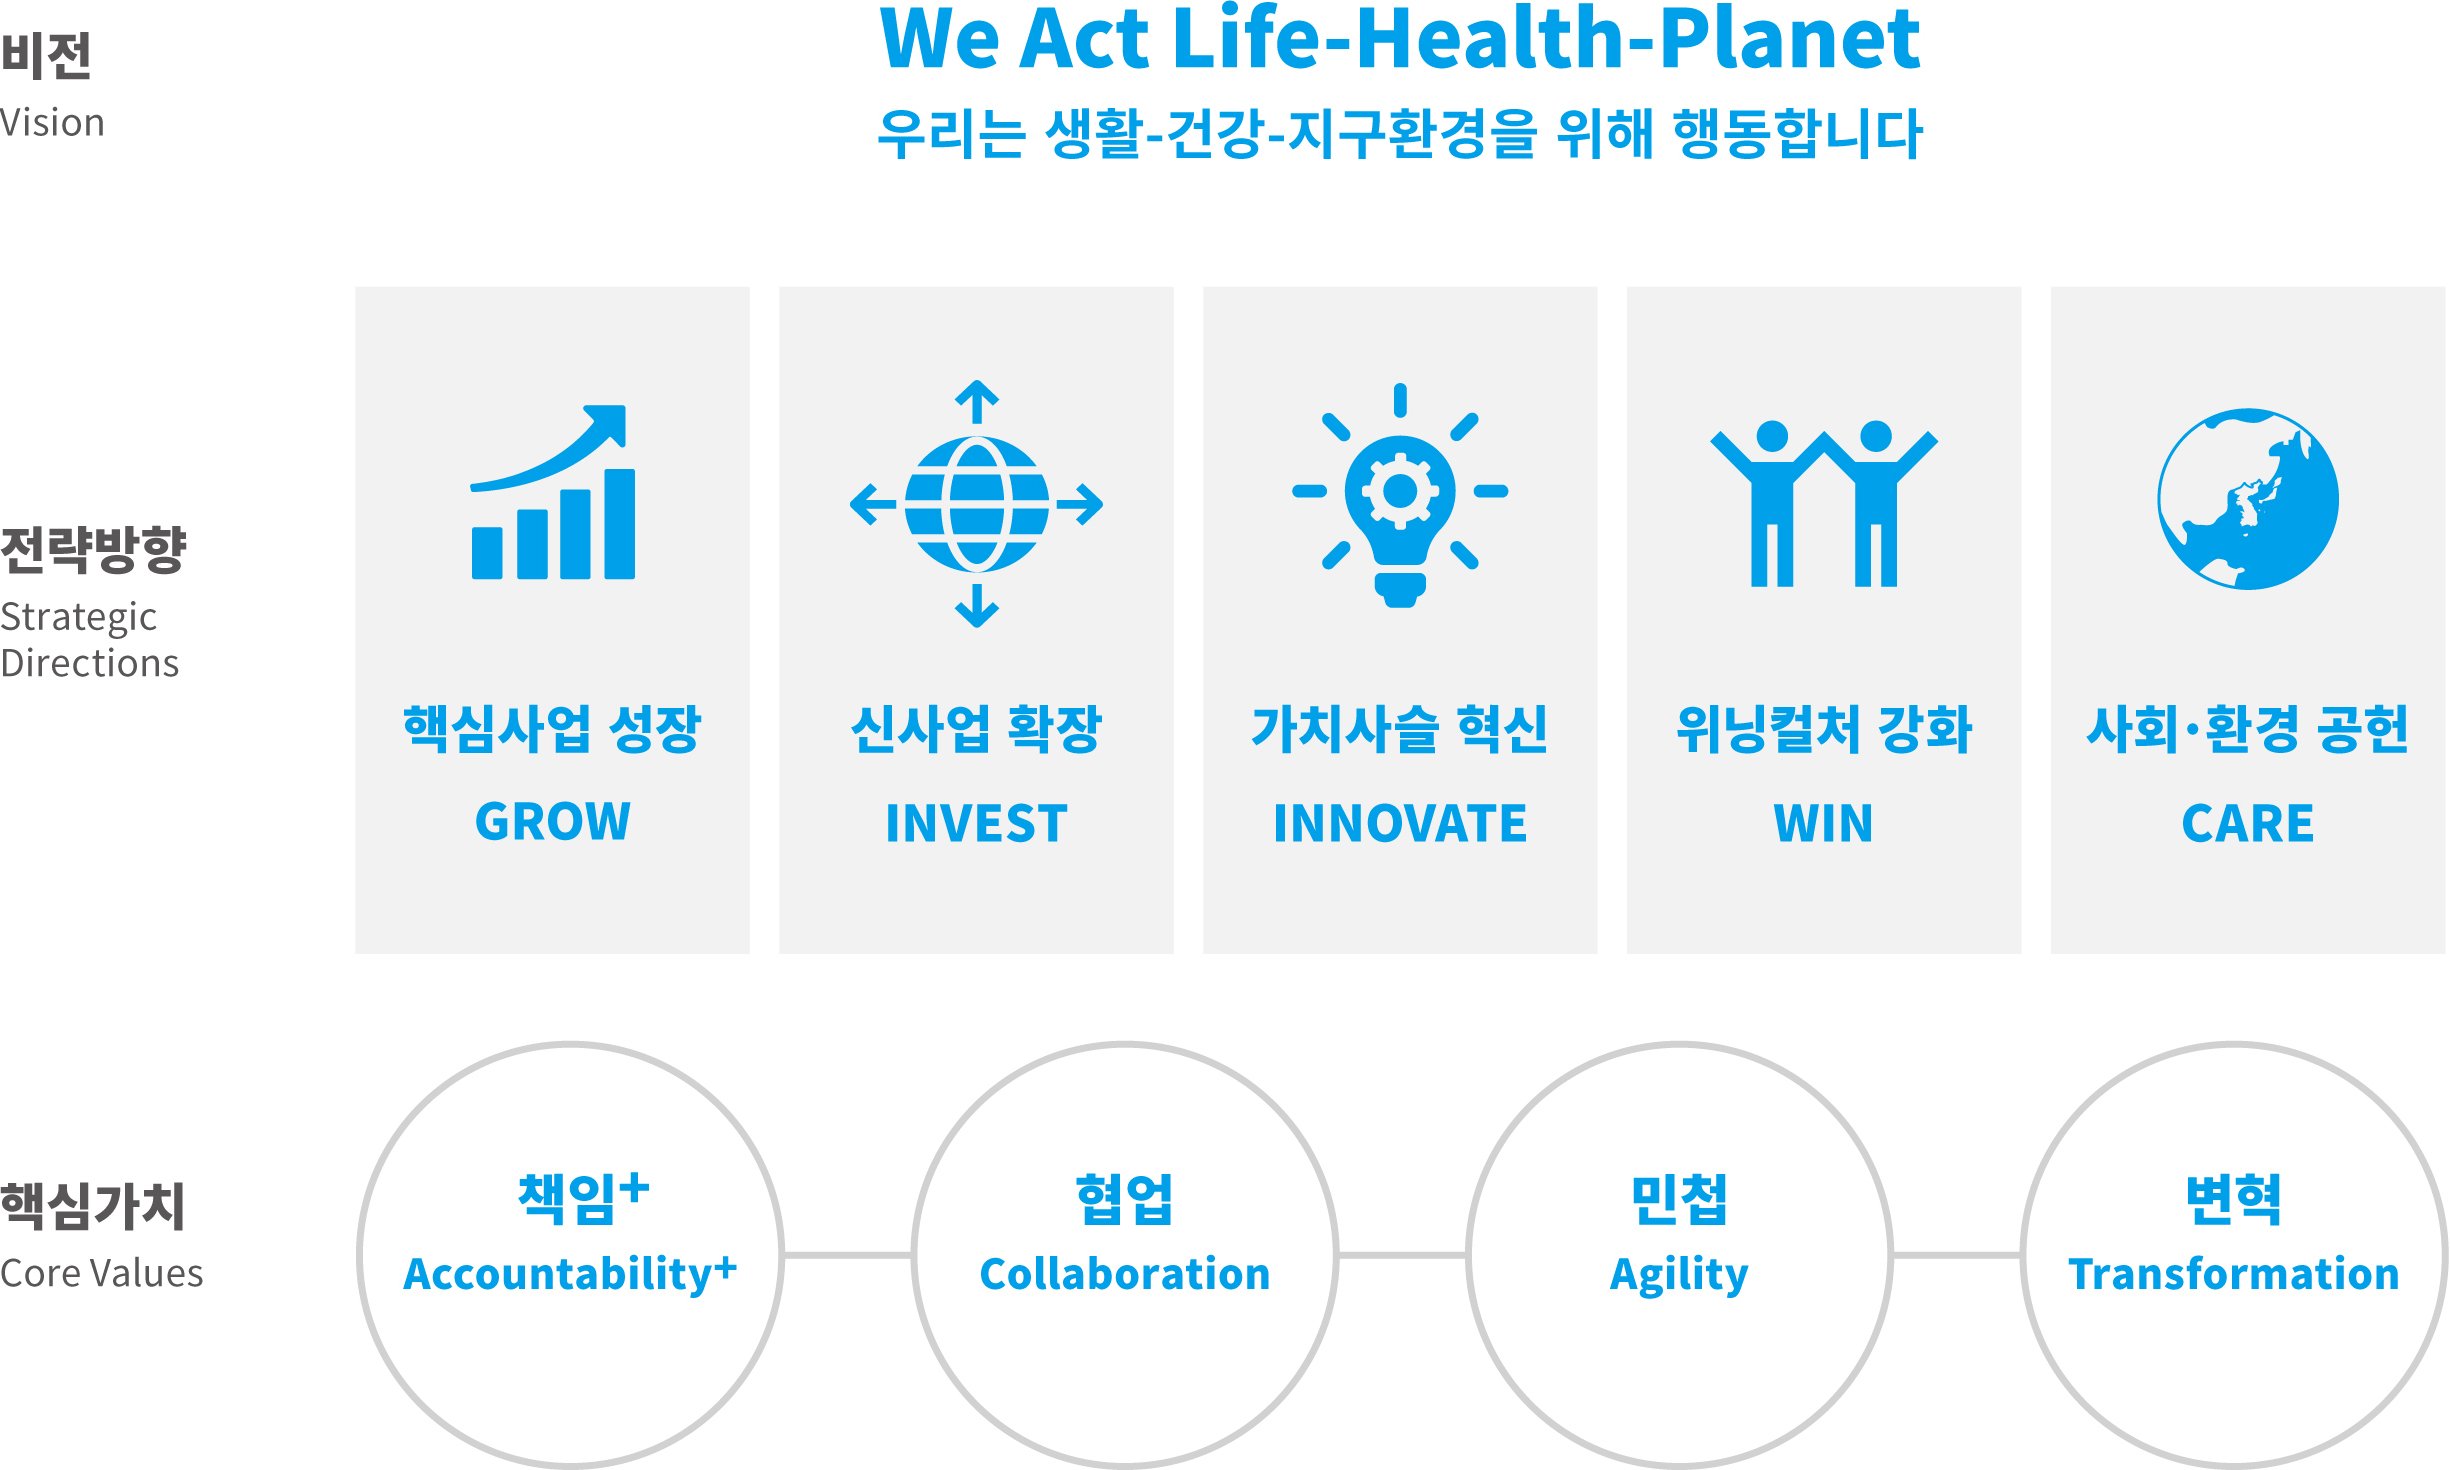 비전
Vision
We Act Life-Health-Planet
우리는 생활-건강-지구환경을 위해 행동합니다
전략방향
Strategic
Directions
핵심사업 성장
GROW
신사업 확장
INVEST
가치사슬 혁신
INNOVATE
위닝컬처 강화
WIN
사회·환경 공헌
CARE
핵심가치
Core Values
책임+
Accountability+
협업
Collaboration
민첩
Agility
변혁
Transformation